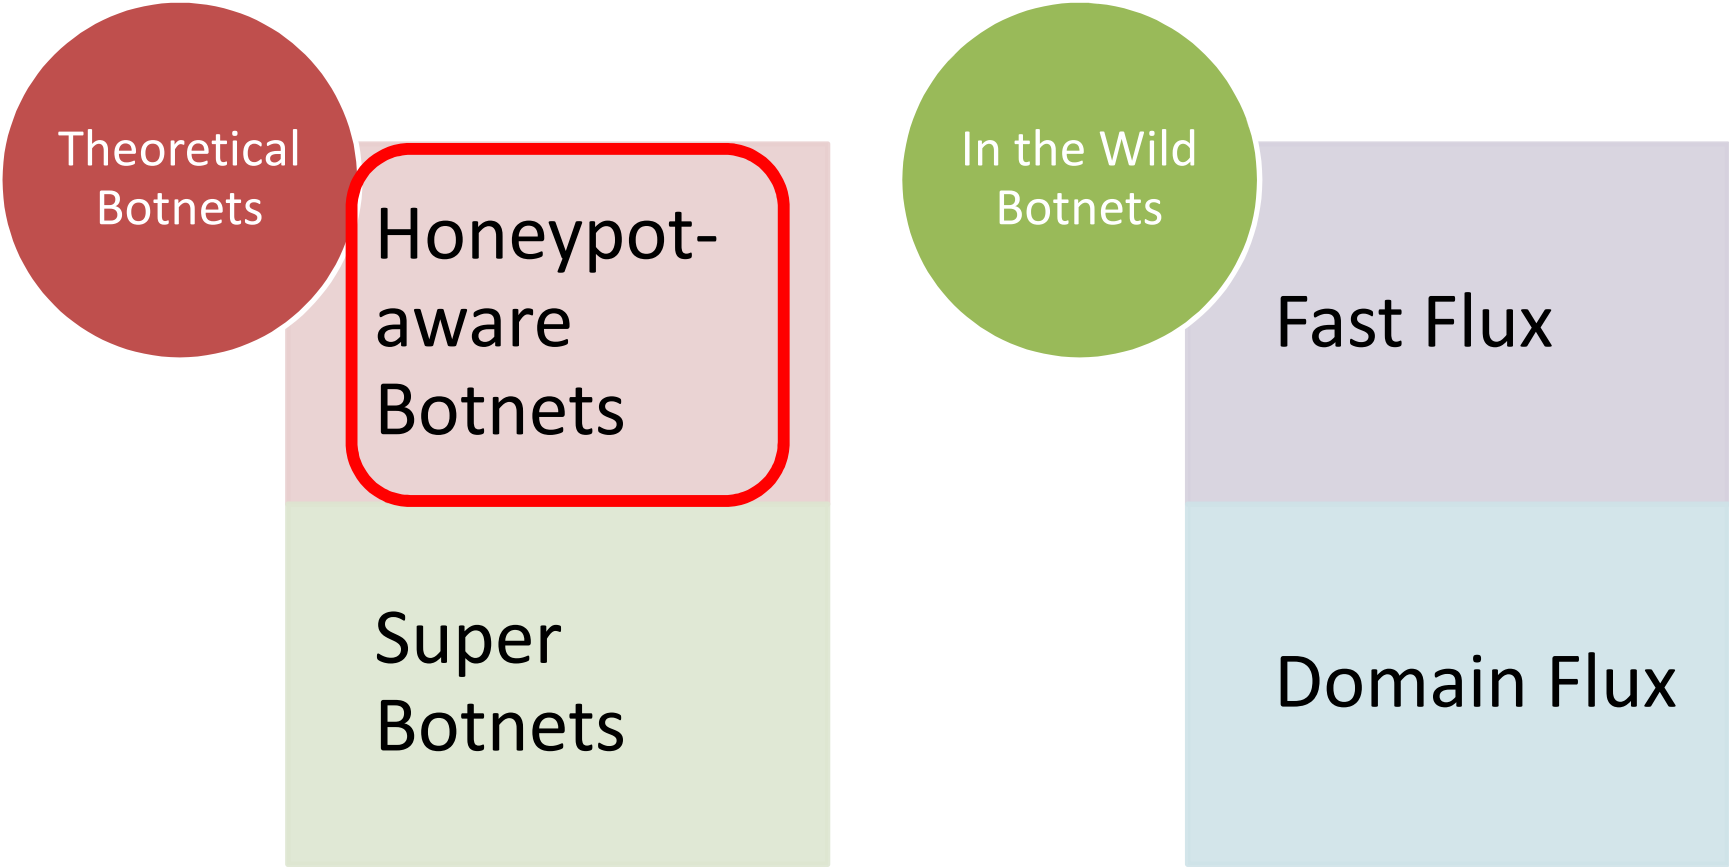 Theoretical
Botnets
Honeypot-
aware
Botnets
Super
Botnets
In the Wild
Botnets
Fast Flux
Domain Flux